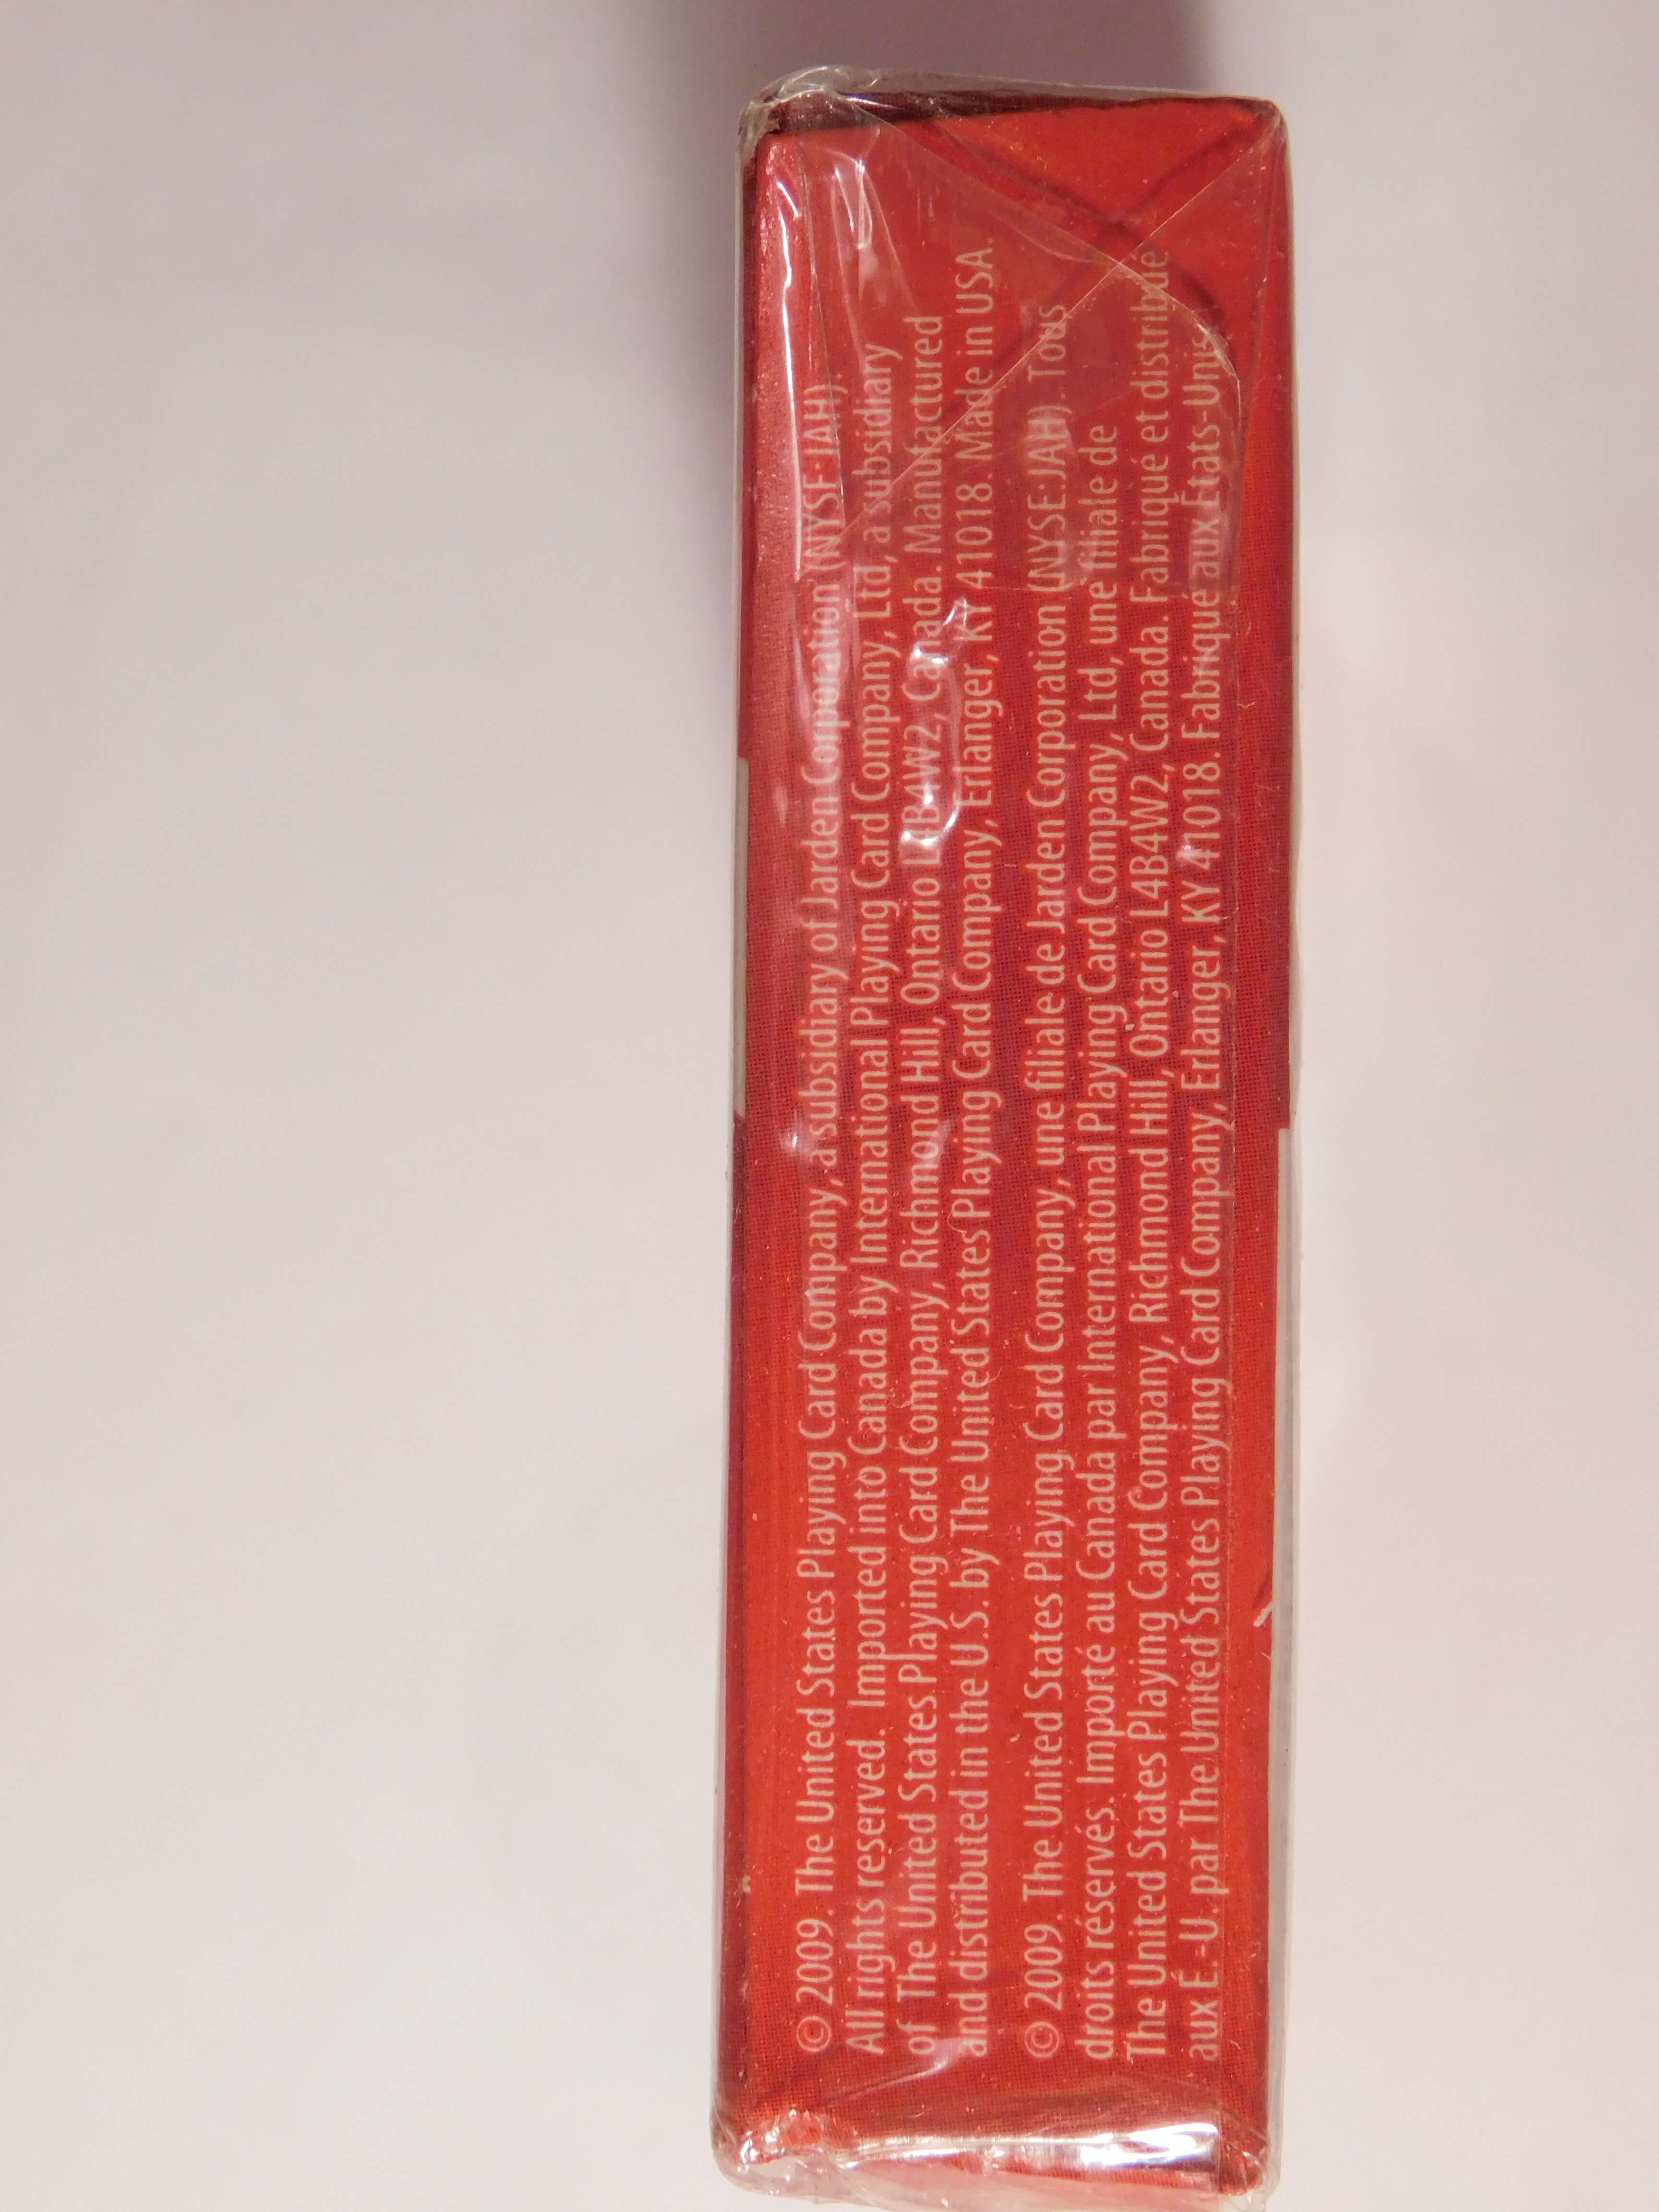 © 2009. The United States Playing Card Company, a subsidiary of Jarden Corporation (NYSE:JAH).
All rights reserved. Imported into Canada by International Playing Card Company, Ltd, a subsidiary
of The United States Playing Card Company, Richmond Hill, Ontario L4B4W2, Canada. Manufactured
and distributed in the U.S. by The United States Playing Card Company, Erlanger, KY 41018. Made in USA.
© 2009. The United States Playing Card Company, une filiale de Jarden Corporation (NYSE:JAH). Tous
droits réservés. Importé au Canada par International Playing Card Company, Ltd, une filiale de
The United States Playing Card Company, Richmond Hill, Ontario L4B4W2, Canada. Fabriqué et distribué
aux É.-U. par The United States Playing Card Company, Erlanger, KY 41018. Fabriqué aux États-Unis.